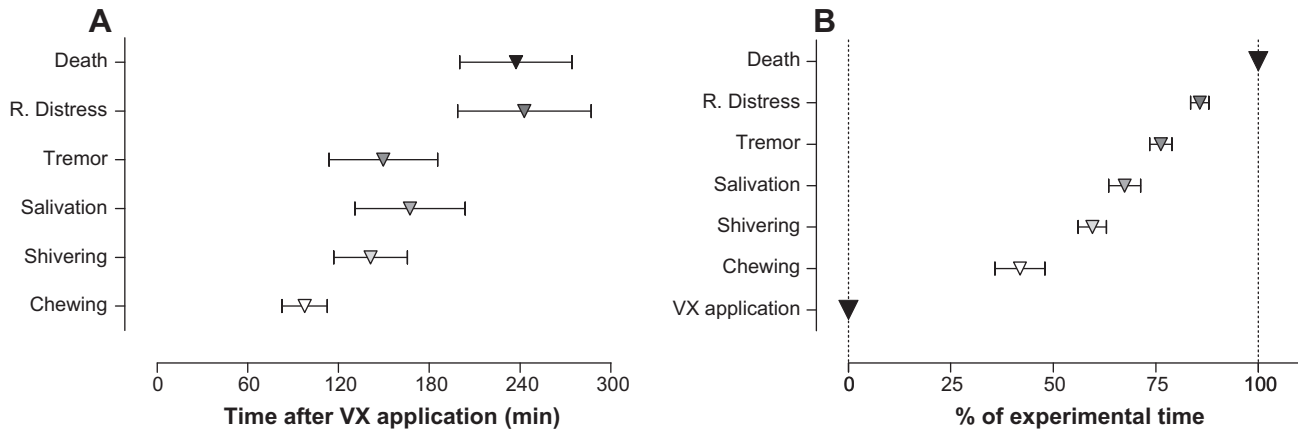 A
Death
R. Distress
Tremor
Salivation
Shivering
Chewing
0 60 120 180 240 300
Time after VX application (min)
B
Death
R. Distress
Tremor
Salivation
Shivering
Chewing
VX application
0 25 50 75 100
% of experimental time